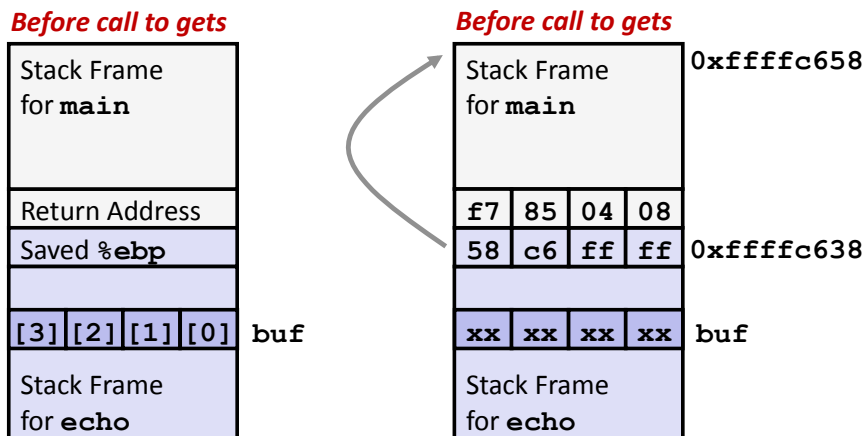 Before call to gets
Stack Frame
for main
Return Address
Saved %ebp
[3] [2] [1] [0] buf
Stack Frame
for echo
Before call to gets
Stack Frame 0xffffc658
for main
f7 85 04 08
58 c6 ff ff 0xffffc638
xx xx xx xx buf
Stack Frame
for echo